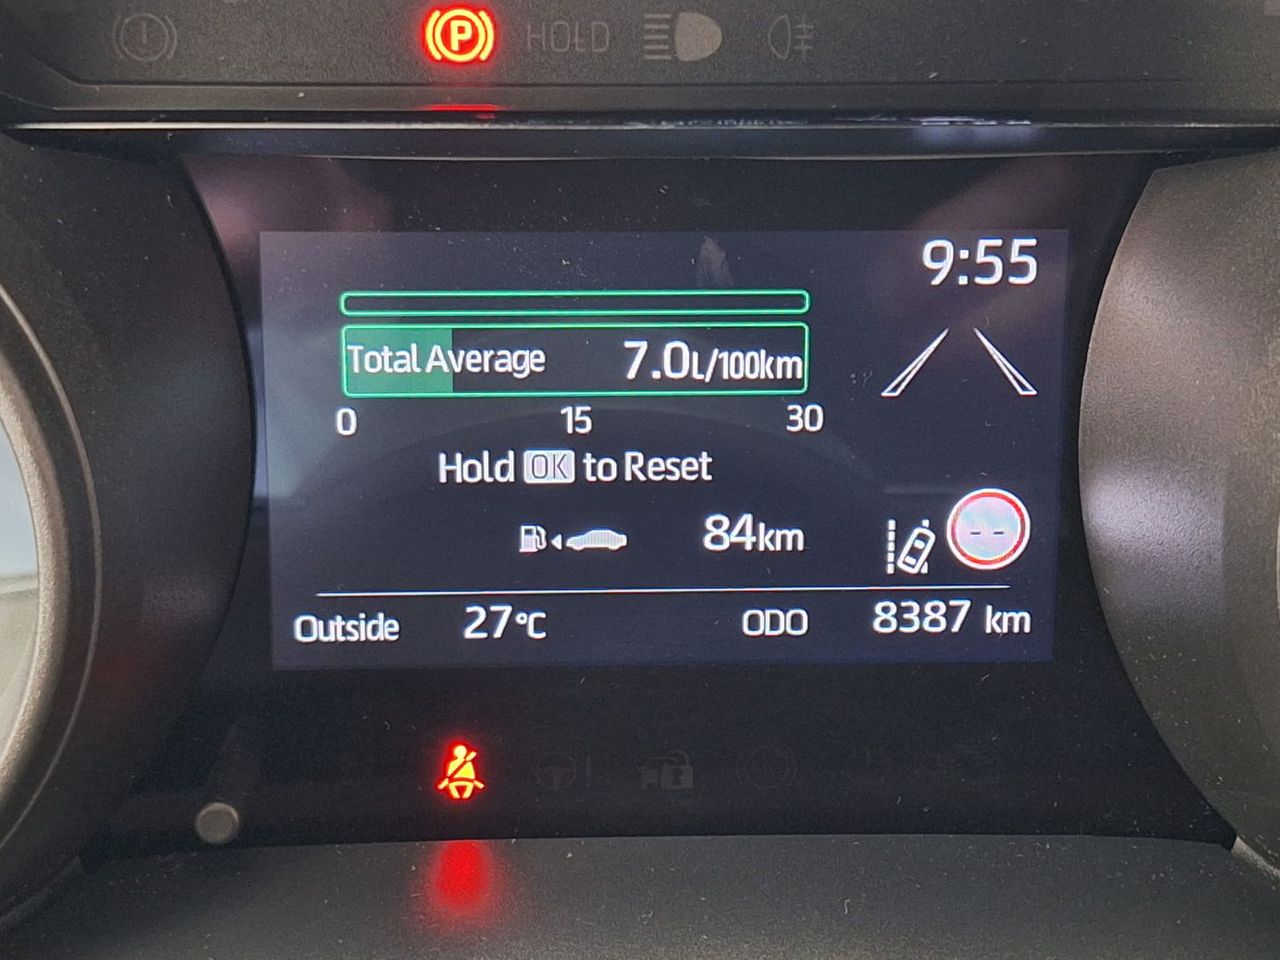 P HOLD
9:55
Total Average 7.0L/100km
0 15 30
Hold OK to Reset
84km
--
Outside 27°C ODO 8387 km